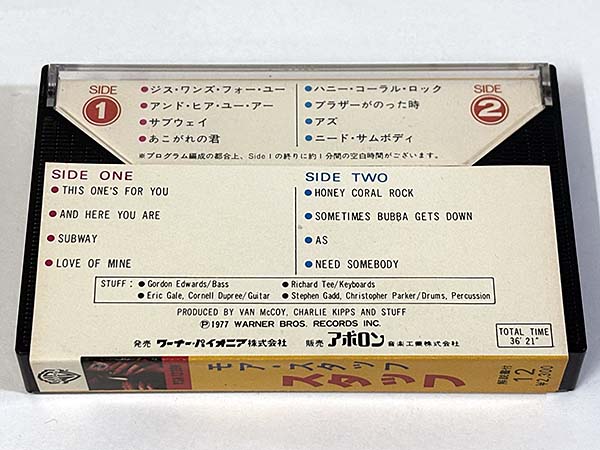 SIDE 1
●ジス・ワンズ・フォー・ユー
●アンド・ヒア・ユー・アー
●サブウェイ
●あこがれの君
●ハニー・コーラル・ロック
●ブラザーがのった時
●アズ
●ニード・サムボディ
SIDE 2
※プログラム編成の都合上、Side 1の終りに約1分間の空白時間がございます。
SIDE ONE
●THIS ONE'S FOR YOU
●AND HERE YOU ARE
●SUBWAY
●LOVE OF MINE
SIDE TWO
●HONEY CORAL ROCK
●SOMETIMES BUBBA GETS DOWN
●AS
●NEED SOMEBODY
STUFF: ●Gordon Edwards/Bass ●Richard Tee/Keyboards
●Eric Gale, Cornell Dupree/Guitar ●Stephen Gadd, Christopher Parker/Drums, Percussion
PRODUCED BY VAN McCOY, CHARLIE KIPPS AND STUFF
Ⓟ1977 WARNER BROS. RECORDS INC.
発売 ワーナー・パイオニア株式会社 販売 アポロン音楽工業株式会社
TOTAL TIME
36' 21"
モア・スタッフ
スタッフ
解説書付
12
¥2,300